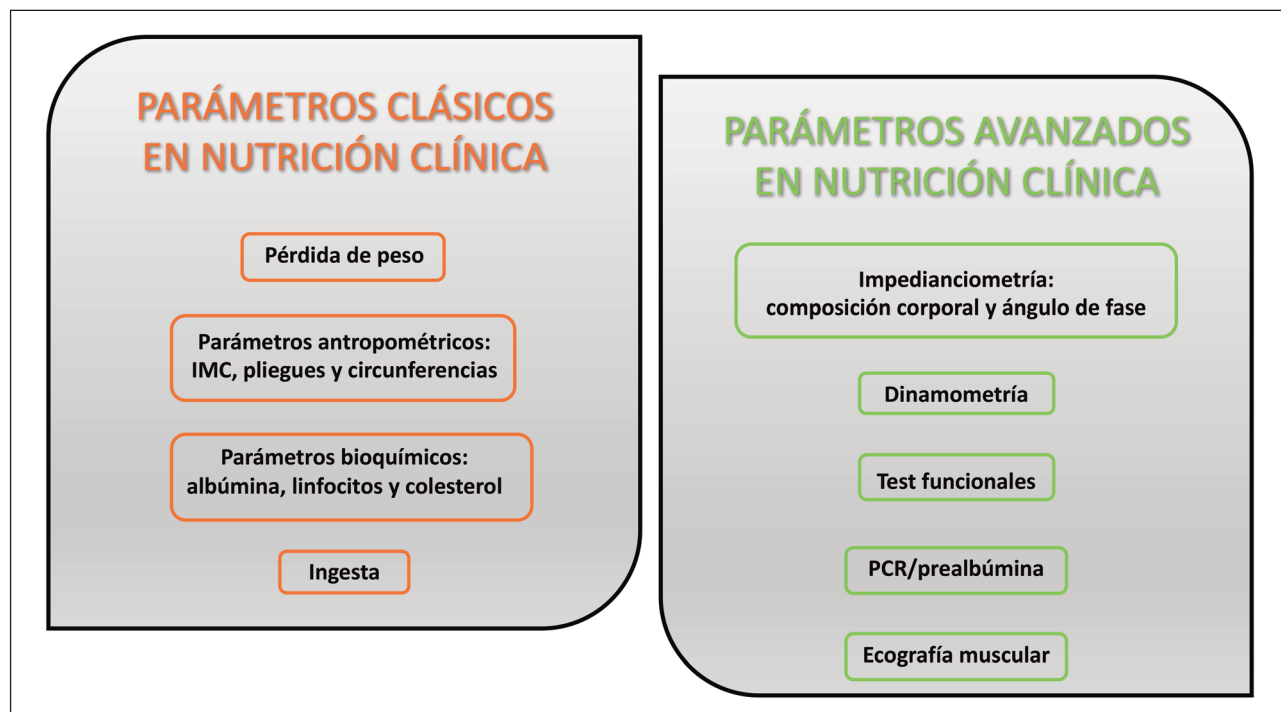 PARÁMETROS CLÁSICOS
EN NUTRICIÓN CLÍNICA
Pérdida de peso
Parámetros antropométricos:
IMC, pliegues y circunferencias
Parámetros bioquímicos:
albúmina, linfocitos y colesterol
Ingesta
PARÁMETROS AVANZADOS
EN NUTRICIÓN CLÍNICA
Impedanciometría:
composición corporal y ángulo de fase
Dinamometría
Test funcionales
PCR/prealbúmina
Ecografía muscular